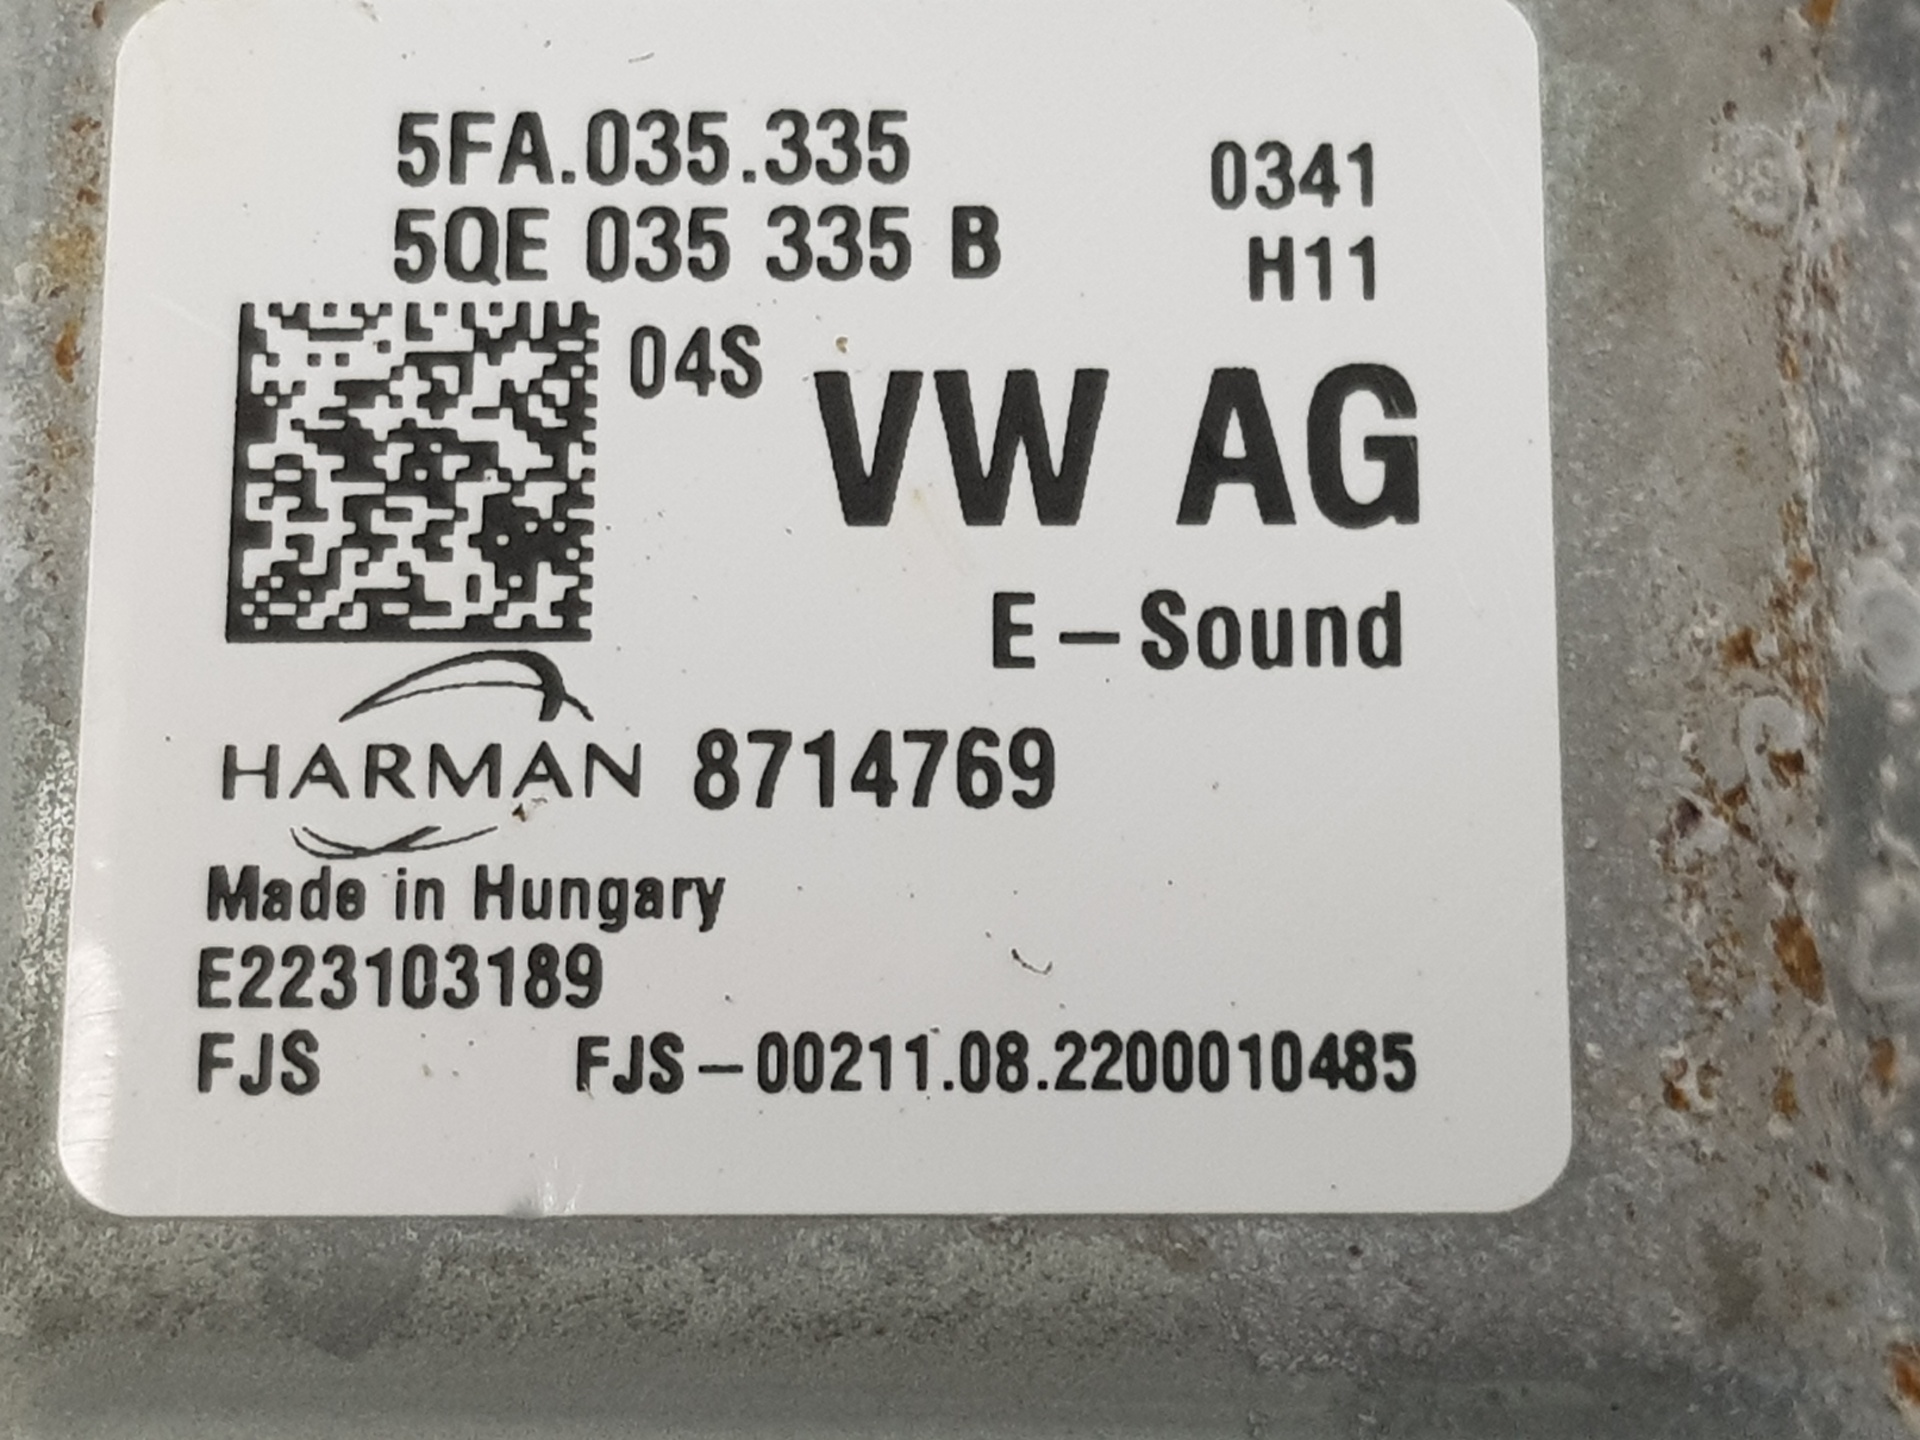 5FA.035.335
0341
5QE 035 335 B
H11
04S
VW AG
E-Sound
HARMAN 8714769
Made in Hungary
E223103189
FJS FJS-00211.08.2200010485